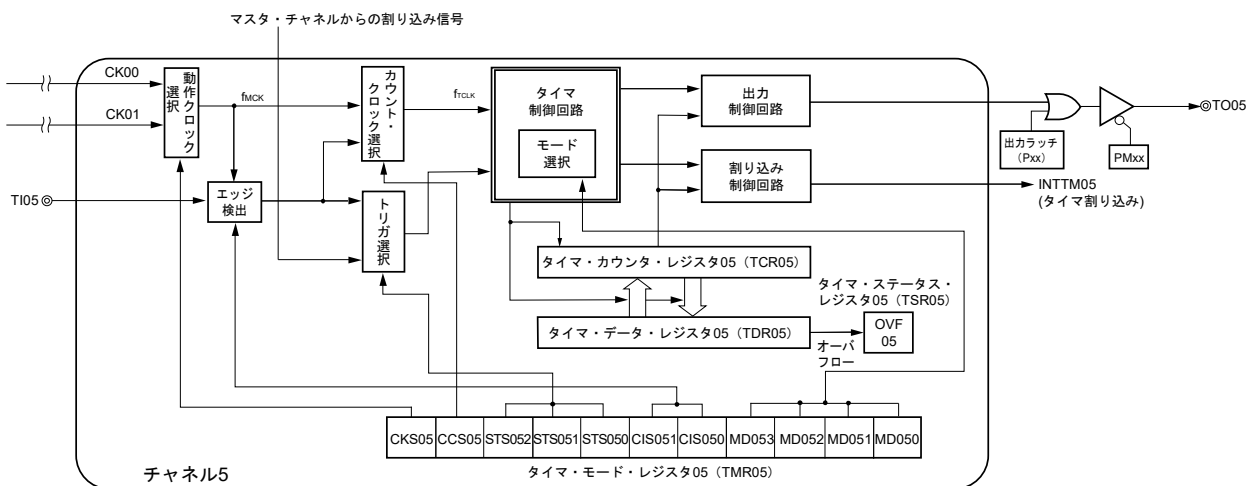 マスタ・チャネルからの割り込み信号
CK00
CK01
動作クロック
選択
fMCK
カウント・
クロック選択
fTCLK
タイマ
制御回路
モード
選択
出力
制御回路
割り込み
制御回路
出力ラッチ
(Pxx)
PMxx
TO05
INTTM05
(タイマ割り込み)
TI05
エッジ
検出
トリガ選択
タイマ・カウンタ・レジスタ05（TCR05）
タイマ・データ・レジスタ05（TDR05）
タイマ・ステータス・
レジスタ05（TSR05）
OVF
05
オーバ
フロー
CKS05 CCS05 STS052 STS051 STS050 CIS051 CIS050 MD053 MD052 MD051 MD050
タイマ・モード・レジスタ05（TMR05）
チャネル5